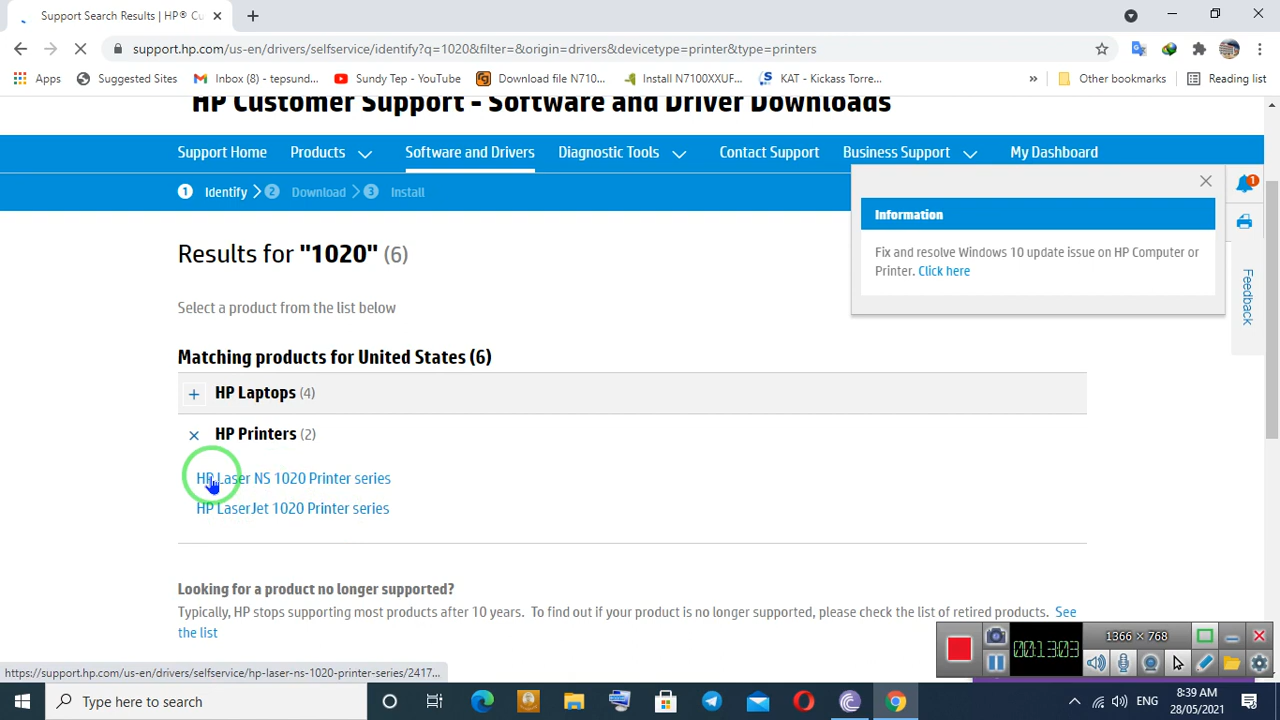 Support Search Results | HP® Cu
support.hp.com/us-en/drivers/selfservice/identify?q=1020&filter=&origin=drivers&devicetype=printer&type=printers
Apps
Suggested Sites
Inbox (8) - tepsund...
Sundy Tep - YouTube
Download file N710...
Install N7100XXUF...
KAT - Kickass Torre...
»
Other bookmarks
Reading list
HP Customer Support - Software and Driver Downloads
Support Home
Products
Software and Drivers
Diagnostic Tools
Contact Support
Business Support
My Dashboard
1 Identify
2 Download
3 Install
1
Information
Fix and resolve Windows 10 update issue on HP Computer or
Printer. Click here
Feedback
Results for "1020" (6)
Select a product from the list below
Matching products for United States (6)
HP Laptops (4)
HP Printers (2)
HP Laser NS 1020 Printer series
HP LaserJet 1020 Printer series
Looking for a product no longer supported?
Typically, HP stops supporting most products after 10 years. To find out if your product is no longer supported, please check the list of retired products. See
the list
00:13:03
1366 × 768
https://support.hp.com/us-en/drivers/selfservice/hp-laser-ns-1020-printer-series/2417...
Type here to search
ENG
8:39 AM
28/05/2021